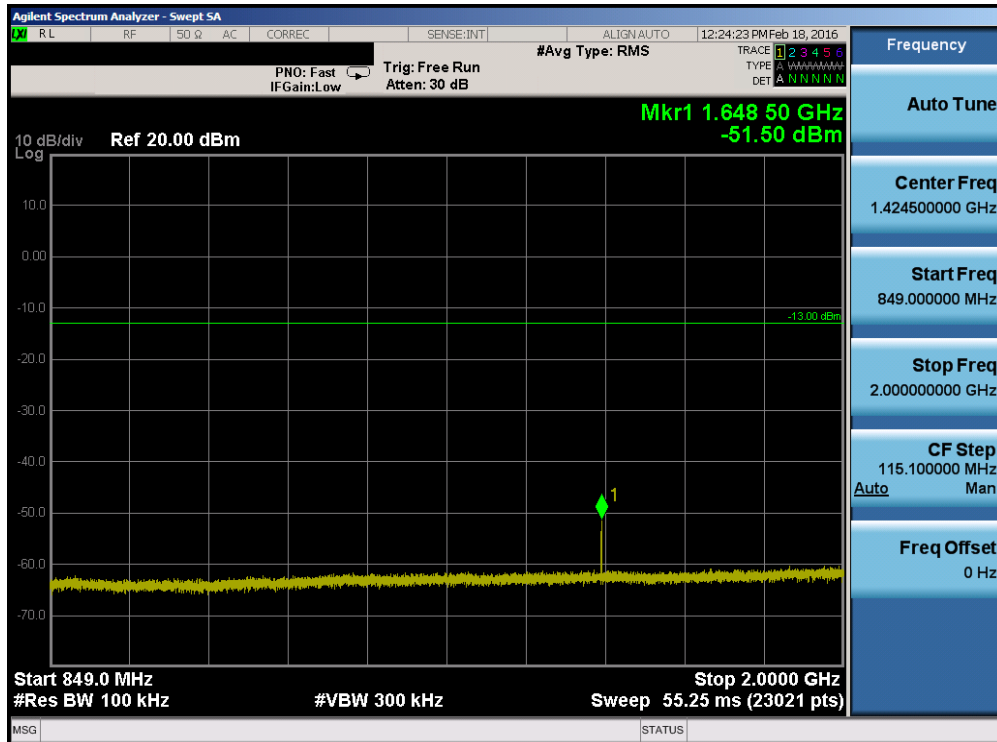 Agilent Spectrum Analyzer - Swept SA
LXI RL RF 50 Ω AC CORREC SENSE:INT ALIGN AUTO 12:24:23 PM Feb 18, 2016
#Avg Type: RMS TRACE 1 2 3 4 5 6
PNO: Fast Trig: Free Run TYPE A WWWWW
IFGain:Low Atten: 30 dB DET A N N N N N
Mkr1 1.648 50 GHz
-51.50 dBm
10 dB/div Ref 20.00 dBm
Log
10.0
0.00
-10.0
-13.00 dBm
-20.0
-30.0
-40.0
1
-50.0
-60.0
-70.0
Start 849.0 MHz Stop 2.0000 GHz
#Res BW 100 kHz #VBW 300 kHz Sweep 55.25 ms (23021 pts)
MSG STATUS
Frequency
Auto Tune
Center Freq
1.424500000 GHz
Start Freq
849.000000 MHz
Stop Freq
2.000000000 GHz
CF Step
115.100000 MHz
Auto Man
Freq Offset
0 Hz